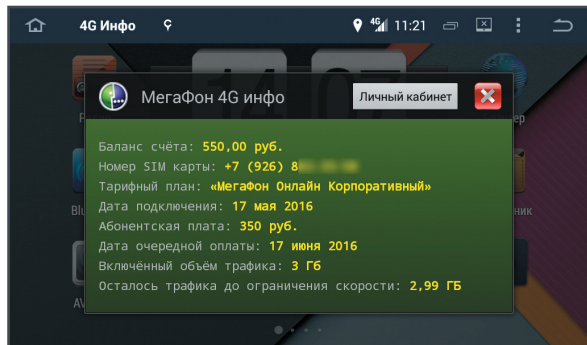 4G Инфо
4G 11:21
МегаФон 4G инфо
Личный кабинет
Баланс счёта: 550,00 руб.
Номер SIM карты: +7 (926) 8
Тарифный план: «МегаФон Онлайн Корпоративный»
Дата подключения: 17 мая 2016
Абонентская плата: 350 руб.
Дата очередной оплаты: 17 июня 2016
Включённый объём трафика: 3 Гб
Осталось трафика до ограничения скорости: 2,99 ГБ